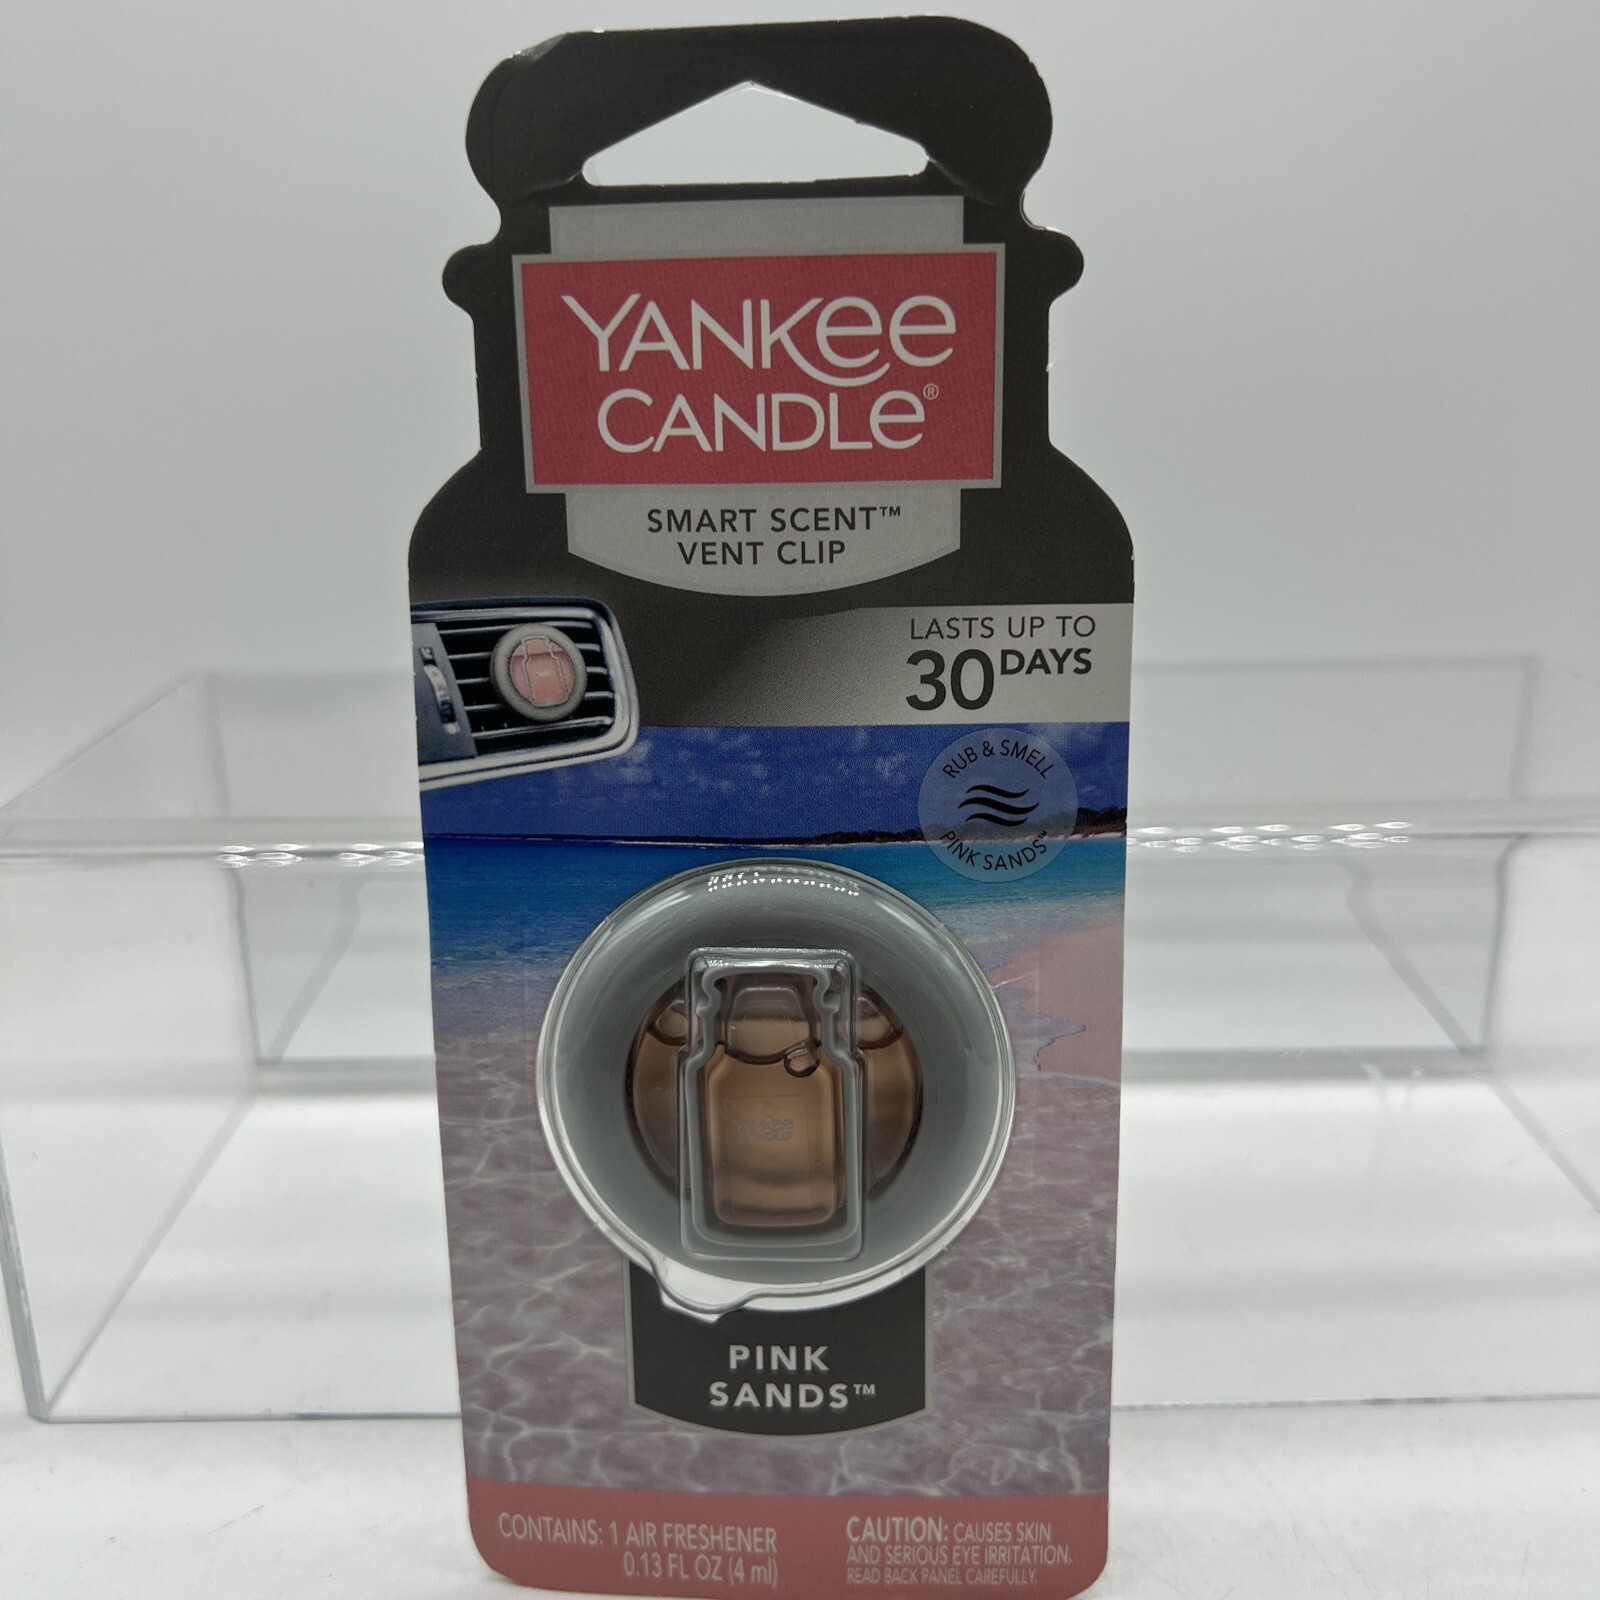 YANKEE
CANDLE®
SMART SCENT™
VENT CLIP
LASTS UP TO
30 DAYS
RUB & SMELL
PINK SANDS™
YANKEE
CANDLE
PINK
SANDS™
CONTAINS: 1 AIR FRESHENER
0.13 FL OZ (4 ml)
CAUTION: CAUSES SKIN
AND SERIOUS EYE IRRITATION.
READ BACK PANEL CAREFULLY.